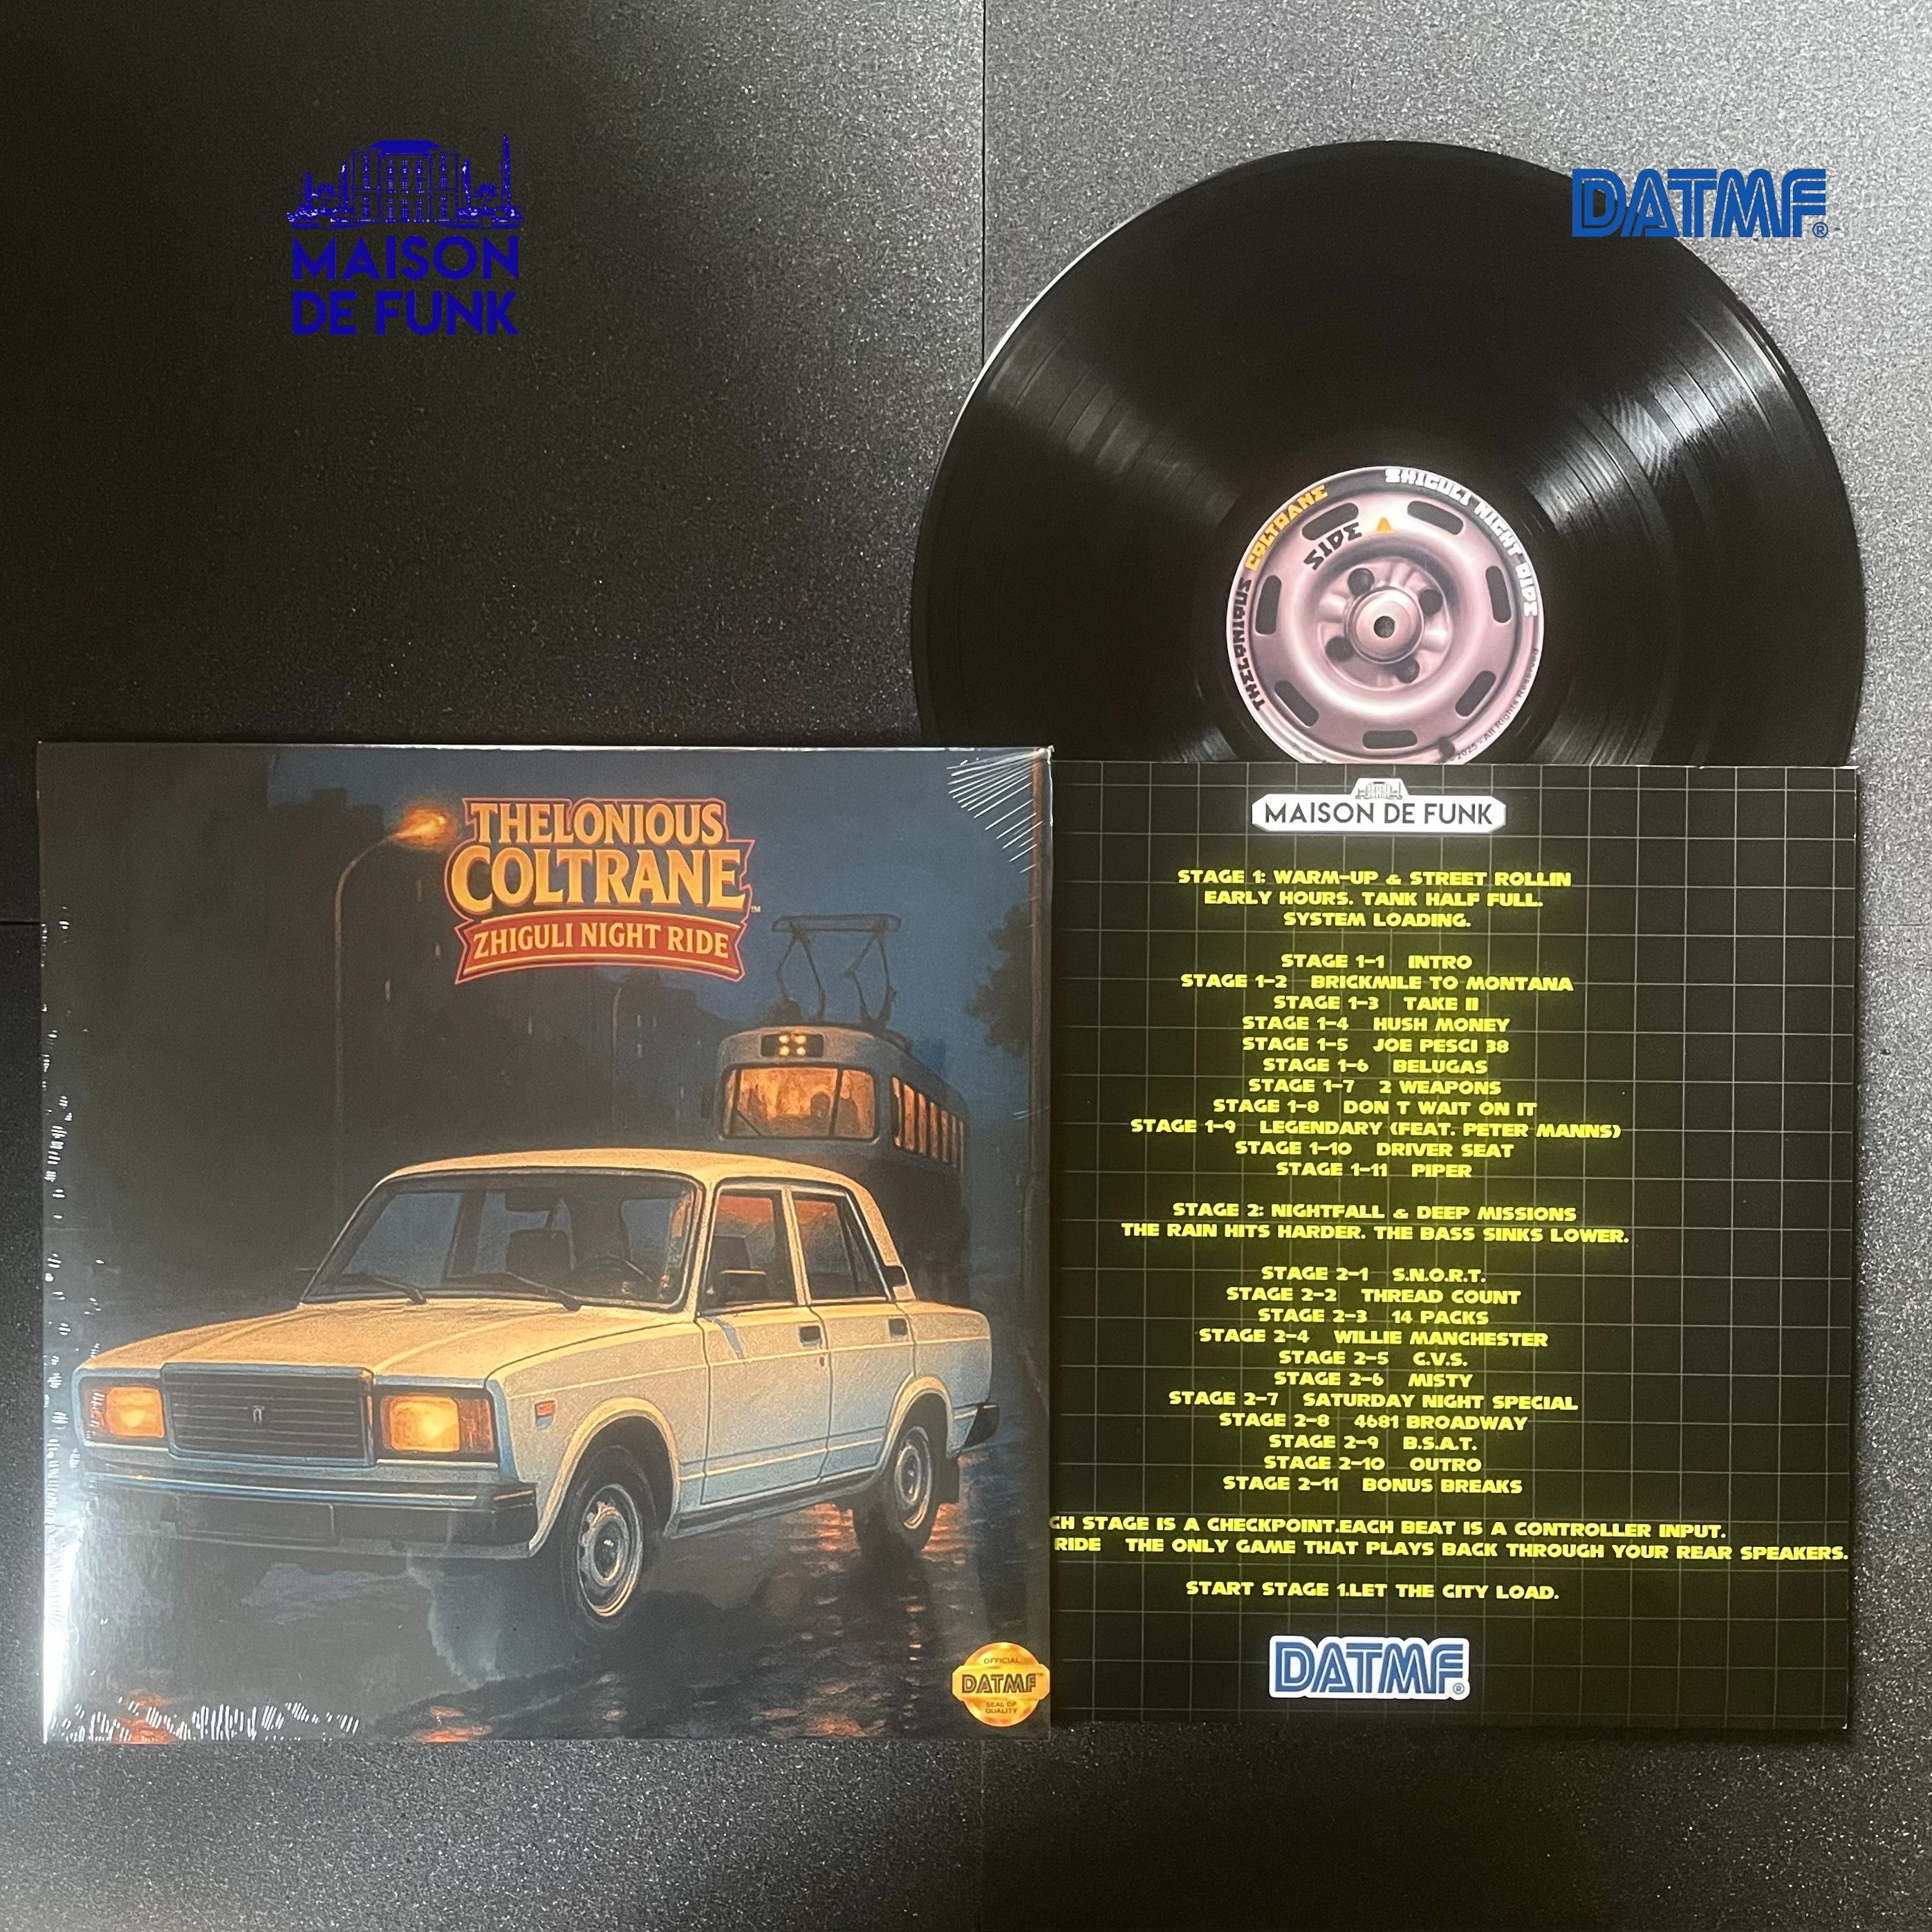 MAISON
DE FUNK
DATMF®
THELONIOUS COLTRANE
SHIGULI NIGHT RIDE
SIDE A
2025 - All Rights Reserved
THELONIOUS
COLTRANE™
ZHIGULI NIGHT RIDE
OFFICIAL
DATMF™
SEAL OF
QUALITY
MAISON DE FUNK
STAGE 1: WARM-UP & STREET ROLLIN
EARLY HOURS. TANK HALF FULL.
SYSTEM LOADING.
STAGE 1-1 INTRO
STAGE 1-2 BRICKMILE TO MONTANA
STAGE 1-3 TAKE II
STAGE 1-4 HUSH MONEY
STAGE 1-5 JOE PESCI 38
STAGE 1-6 BELUGAS
STAGE 1-7 2 WEAPONS
STAGE 1-8 DON T WAIT ON IT
STAGE 1-9 LEGENDARY (FEAT. PETER MANNS)
STAGE 1-10 DRIVER SEAT
STAGE 1-11 PIPER
STAGE 2: NIGHTFALL & DEEP MISSIONS
THE RAIN HITS HARDER. THE BASS SINKS LOWER.
STAGE 2-1 S.N.O.R.T.
STAGE 2-2 THREAD COUNT
STAGE 2-3 14 PACKS
STAGE 2-4 WILLIE MANCHESTER
STAGE 2-5 C.V.S.
STAGE 2-6 MISTY
STAGE 2-7 SATURDAY NIGHT SPECIAL
STAGE 2-8 4681 BROADWAY
STAGE 2-9 B.S.A.T.
STAGE 2-10 OUTRO
STAGE 2-11 BONUS BREAKS
CH STAGE IS A CHECKPOINT.EACH BEAT IS A CONTROLLER INPUT.
RIDE THE ONLY GAME THAT PLAYS BACK THROUGH YOUR REAR SPEAKERS.
START STAGE 1.LET THE CITY LOAD.
DATMF®